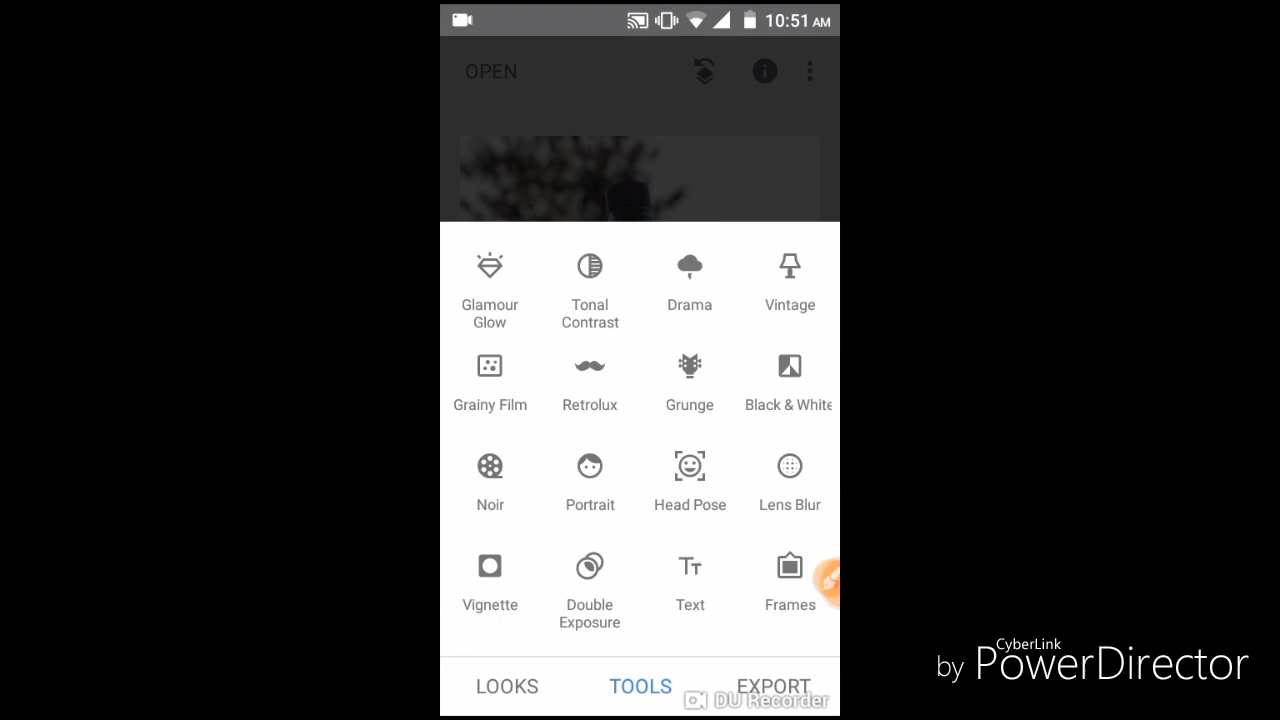 10:51 AM
OPEN
Glamour Glow
Tonal Contrast
Drama
Vintage
Grainy Film
Retrolux
Grunge
Black & White
Noir
Portrait
Head Pose
Lens Blur
Vignette
Double Exposure
Text
Frames
LOOKS
TOOLS
EXPORT
DU Recorder
CyberLink
by PowerDirector